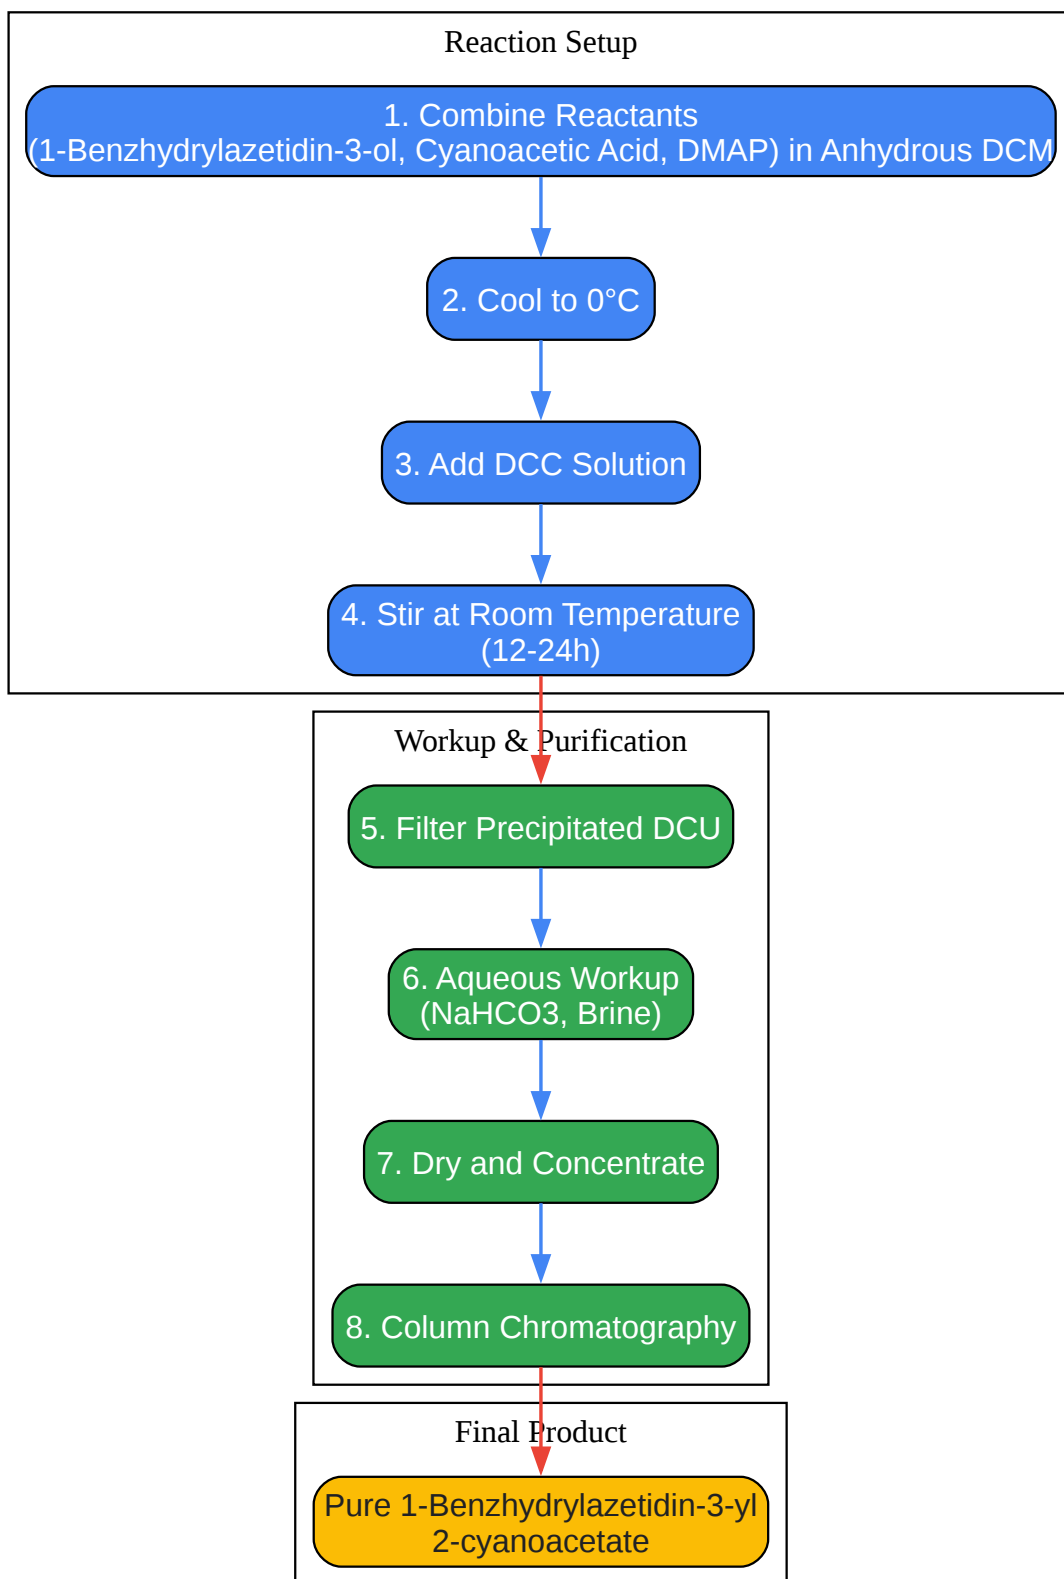 Reaction Setup
1. Combine Reactants
(1-Benzhydrylazetidin-3-ol, Cyanoacetic Acid, DMAP) in Anhydrous DCM
2. Cool to 0°C
3. Add DCC Solution
4. Stir at Room Temperature
(12-24h)
Workup & Purification
5. Filter Precipitated DCU
6. Aqueous Workup
(NaHCO3, Brine)
7. Dry and Concentrate
8. Column Chromatography
Final Product
Pure 1-Benzhydrylazetidin-3-yl
2-cyanoacetate